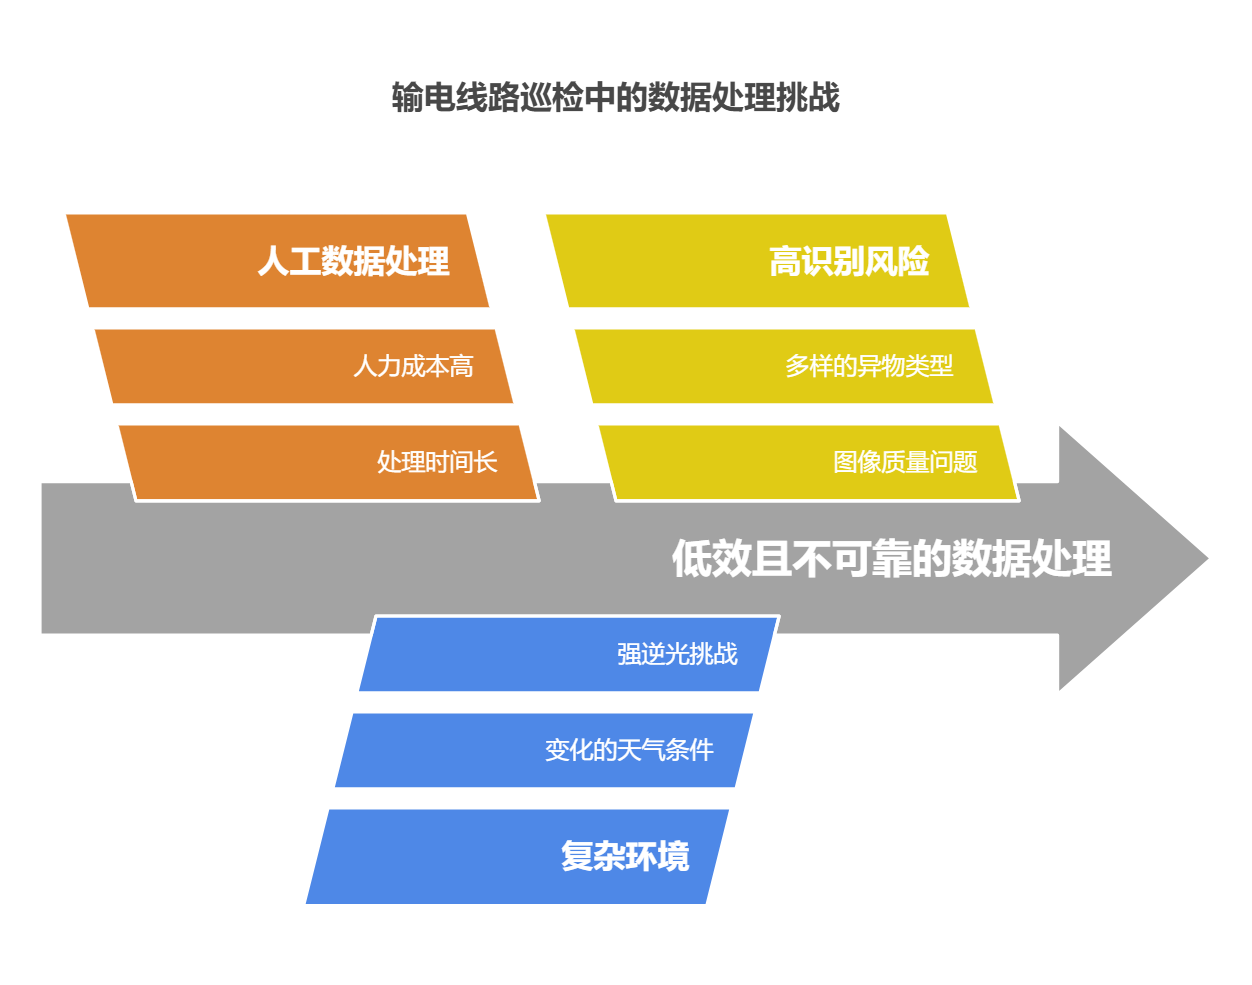 输电线路巡检中的数据处理挑战
人工数据处理
人力成本高
处理时间长
高识别风险
多样的异物类型
图像质量问题
低效且不可靠的数据处理
强逆光挑战
变化的天气条件
复杂环境